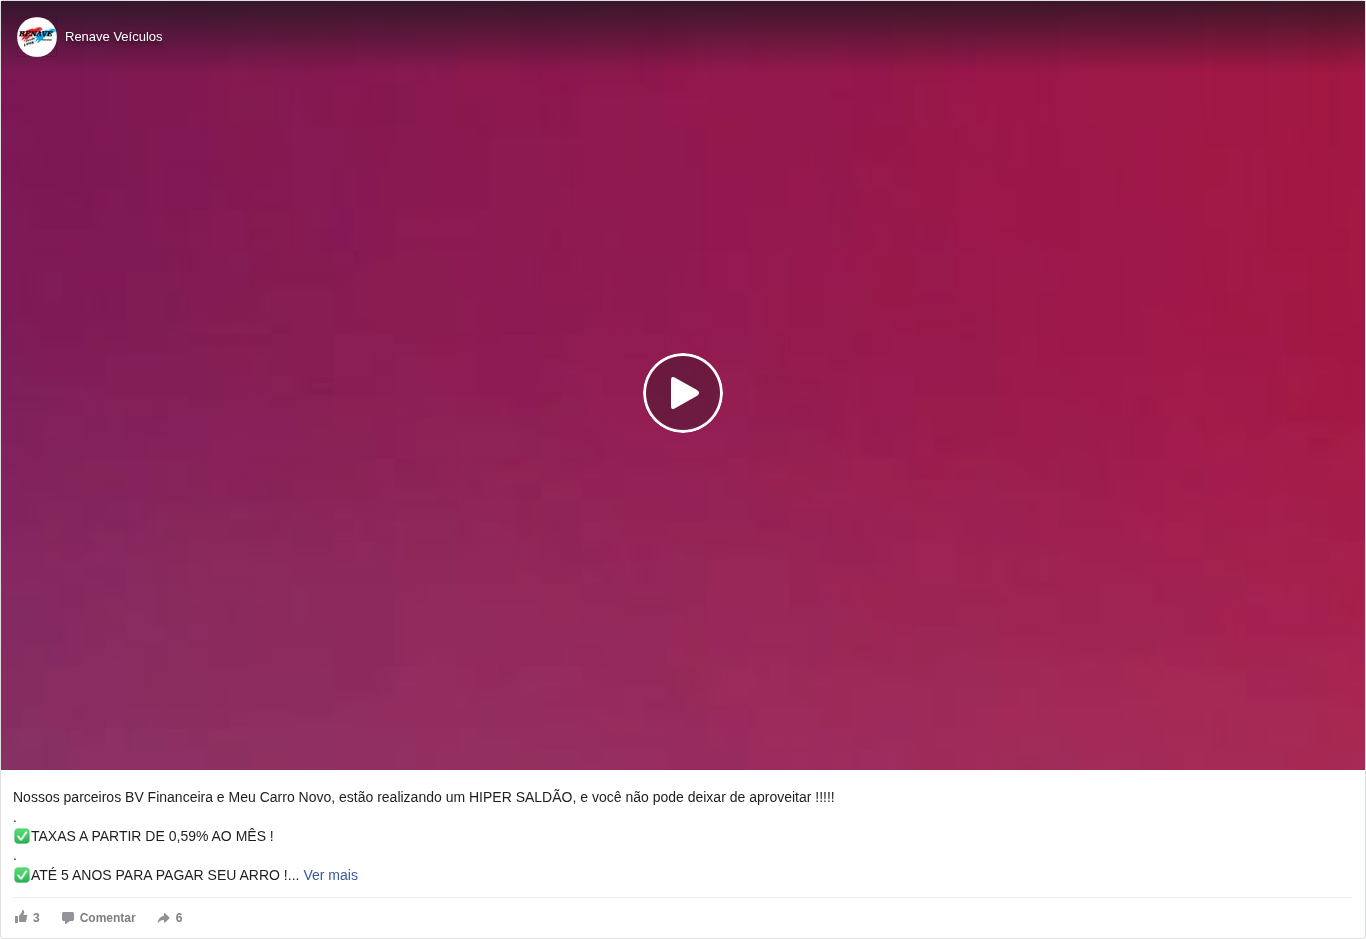 RENAVE
Renave Veículos
Nossos parceiros BV Financeira e Meu Carro Novo, estão realizando um HIPER SALDÃO, e você não pode deixar de aproveitar !!!!!
.
✅TAXAS A PARTIR DE 0,59% AO MÊS !
.
✅ATÉ 5 ANOS PARA PAGAR SEU ARRO !... Ver mais
3 Comentar 6